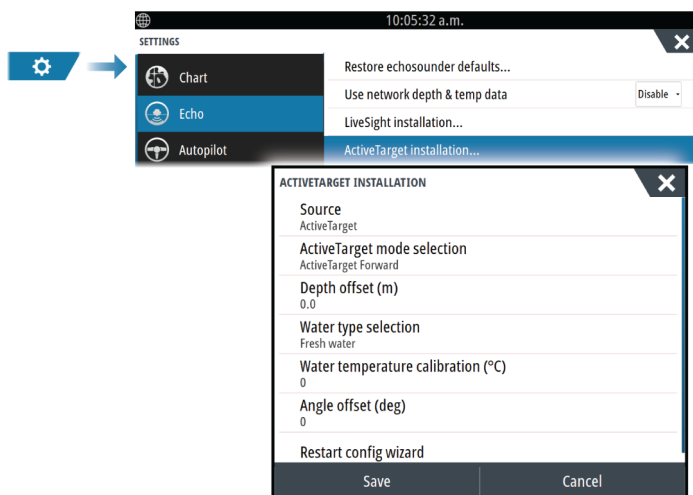 10:05:32 a.m.
SETTINGS
Chart
Echo
Autopilot
Restore echosounder defaults...
Use network depth & temp data
Disable
LiveSight installation...
ActiveTarget installation...
ACTIVETARGET INSTALLATION
Source
ActiveTarget
ActiveTarget mode selection
ActiveTarget Forward
Depth offset (m)
0.0
Water type selection
Fresh water
Water temperature calibration (°C)
0
Angle offset (deg)
0
Restart config wizard
Save
Cancel